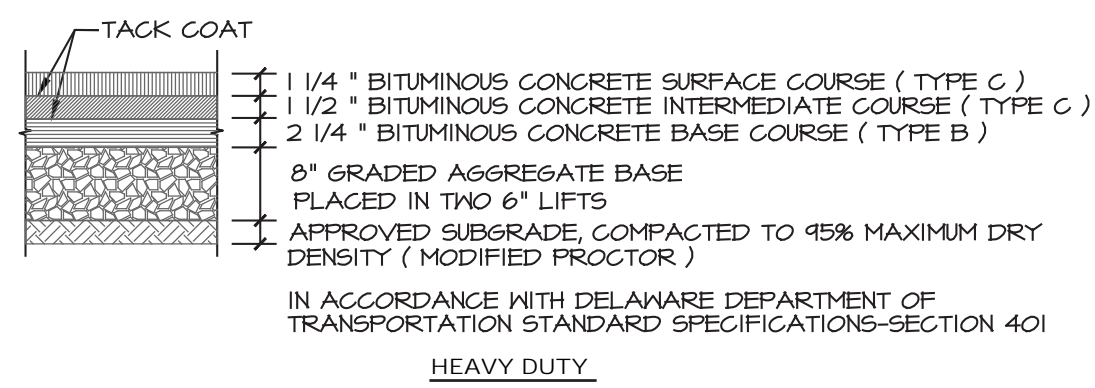 TACK COAT
1 1/4 " BITUMINOUS CONCRETE SURFACE COURSE ( TYPE C )
1 1/2 " BITUMINOUS CONCRETE INTERMEDIATE COURSE ( TYPE C )
2 1/4 " BITUMINOUS CONCRETE BASE COURSE ( TYPE B )
8" GRADED AGGREGATE BASE
PLACED IN TWO 6" LIFTS
APPROVED SUBGRADE, COMPACTED TO 95% MAXIMUM DRY
DENSITY ( MODIFIED PROCTOR )
IN ACCORDANCE WITH DELAWARE DEPARTMENT OF
TRANSPORTATION STANDARD SPECIFICATIONS-SECTION 401
HEAVY DUTY